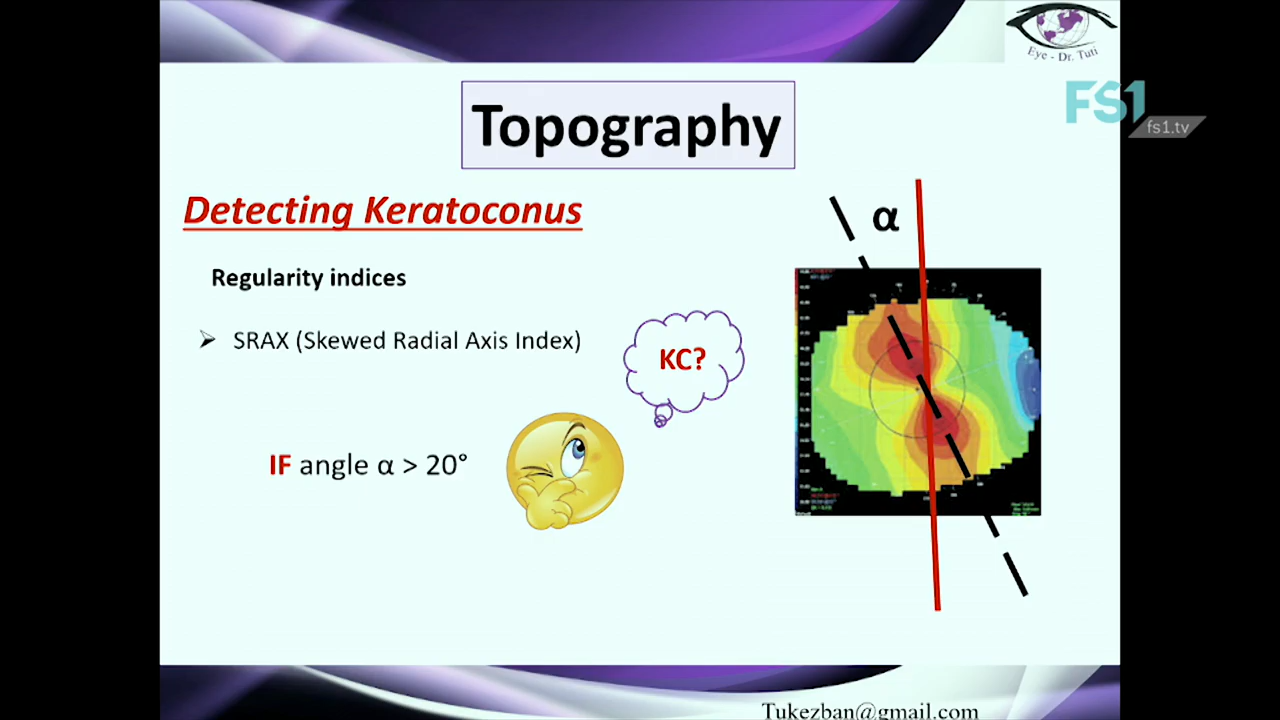 Eye - Dr. Tuti
FS1
fs1.tv
Topography
Detecting Keratoconus
α
Regularity indices
➢ SRAX (Skewed Radial Axis Index)
KC?
IF angle α > 20°
Tukezban@gmail.com